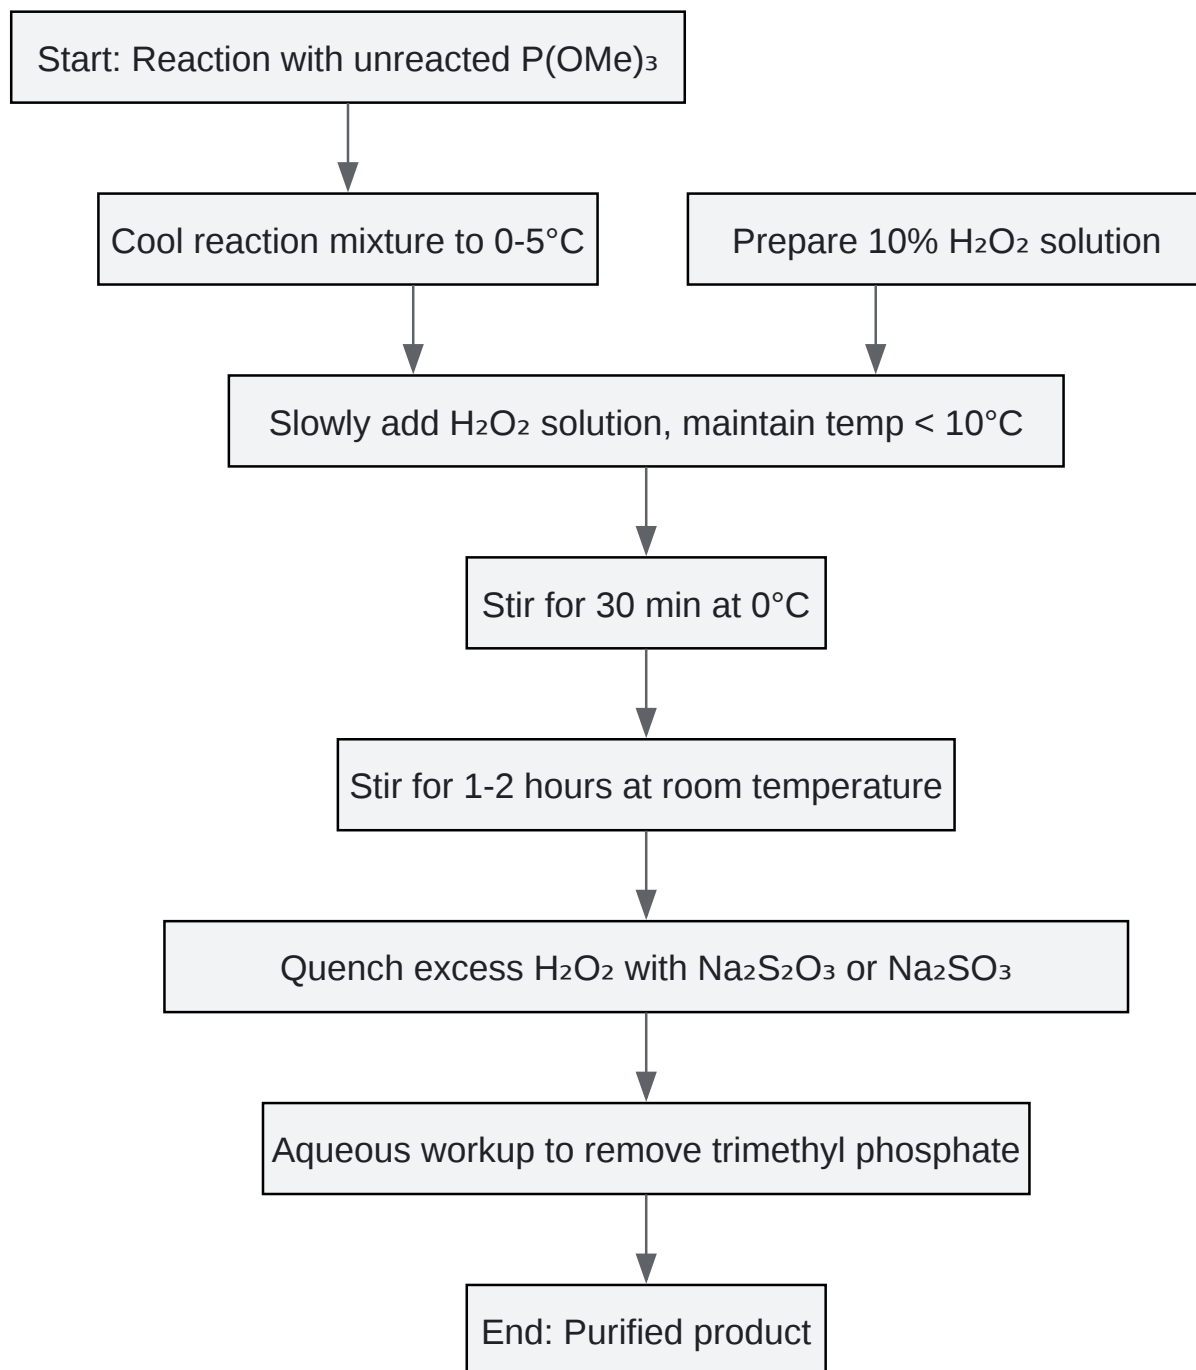 Start: Reaction with unreacted P(OMe)₃
Cool reaction mixture to 0-5°C
Prepare 10% H₂O₂ solution
Slowly add H₂O₂ solution, maintain temp < 10°C
Stir for 30 min at 0°C
Stir for 1-2 hours at room temperature
Quench excess H₂O₂ with Na₂S₂O₃ or Na₂SO₃
Aqueous workup to remove trimethyl phosphate
End: Purified product